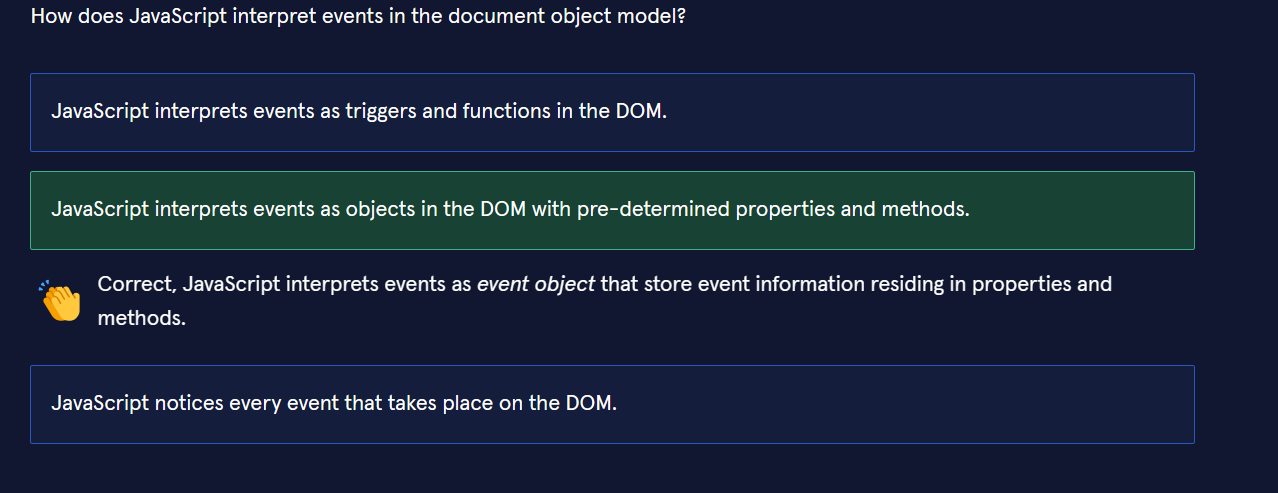 How does JavaScript interpret events in the document object model?
JavaScript interprets events as triggers and functions in the DOM.
JavaScript interprets events as objects in the DOM with pre-determined properties and methods.
Correct, JavaScript interprets events as event object that store event information residing in properties and
methods.
JavaScript notices every event that takes place on the DOM.